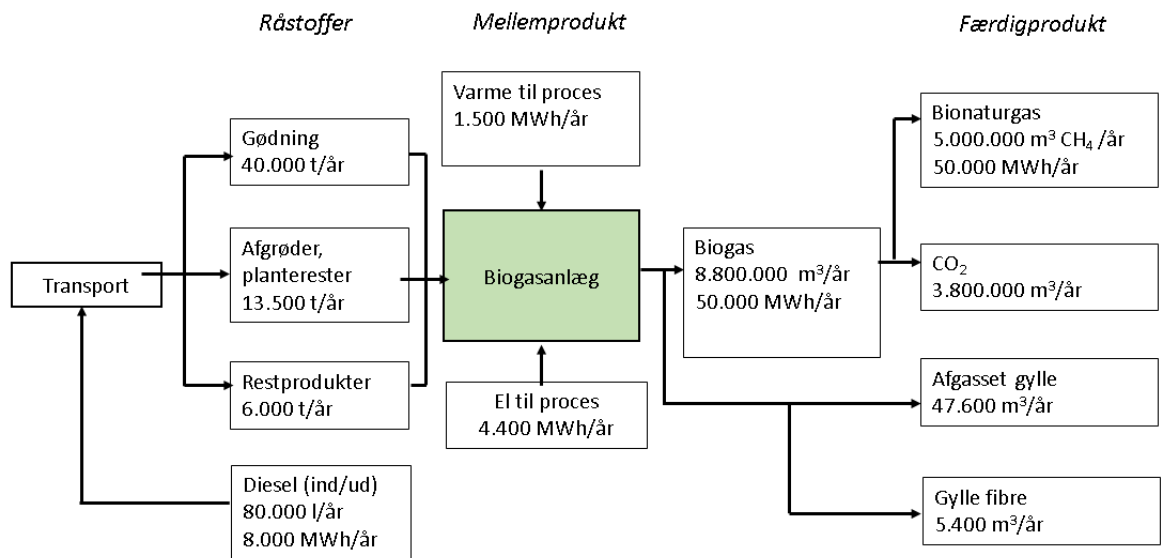 Råstoffer
Mellemprodukt
Færdigprodukt
Varme til proces
1.500 MWh/år
Gødning
40.000 t/år
Bionaturgas
5.000.000 m³ CH₄ /år
50.000 MWh/år
Transport
Afgrøder,
planterester
13.500 t/år
Biogasanlæg
Biogas
8.800.000 m³/år
50.000 MWh/år
CO₂
3.800.000 m³/år
Restprodukter
6.000 t/år
El til proces
4.400 MWh/år
Afgasset gylle
47.600 m³/år
Diesel (ind/ud)
80.000 l/år
8.000 MWh/år
Gylle fibre
5.400 m³/år